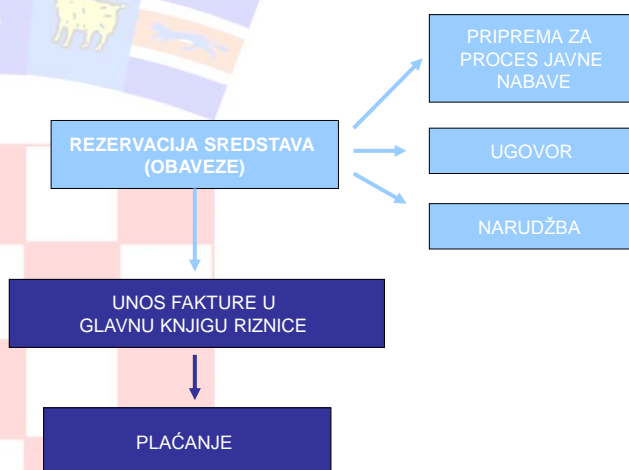 PRIPREMA ZA
PROCES JAVNE
NABAVE
REZERVACIJA SREDSTAVA
(OBAVEZE)
UGOVOR
NARUDŽBA
UNOS FAKTURE U
GLAVNU KNJIGU RIZNICE
PLAĆANJE